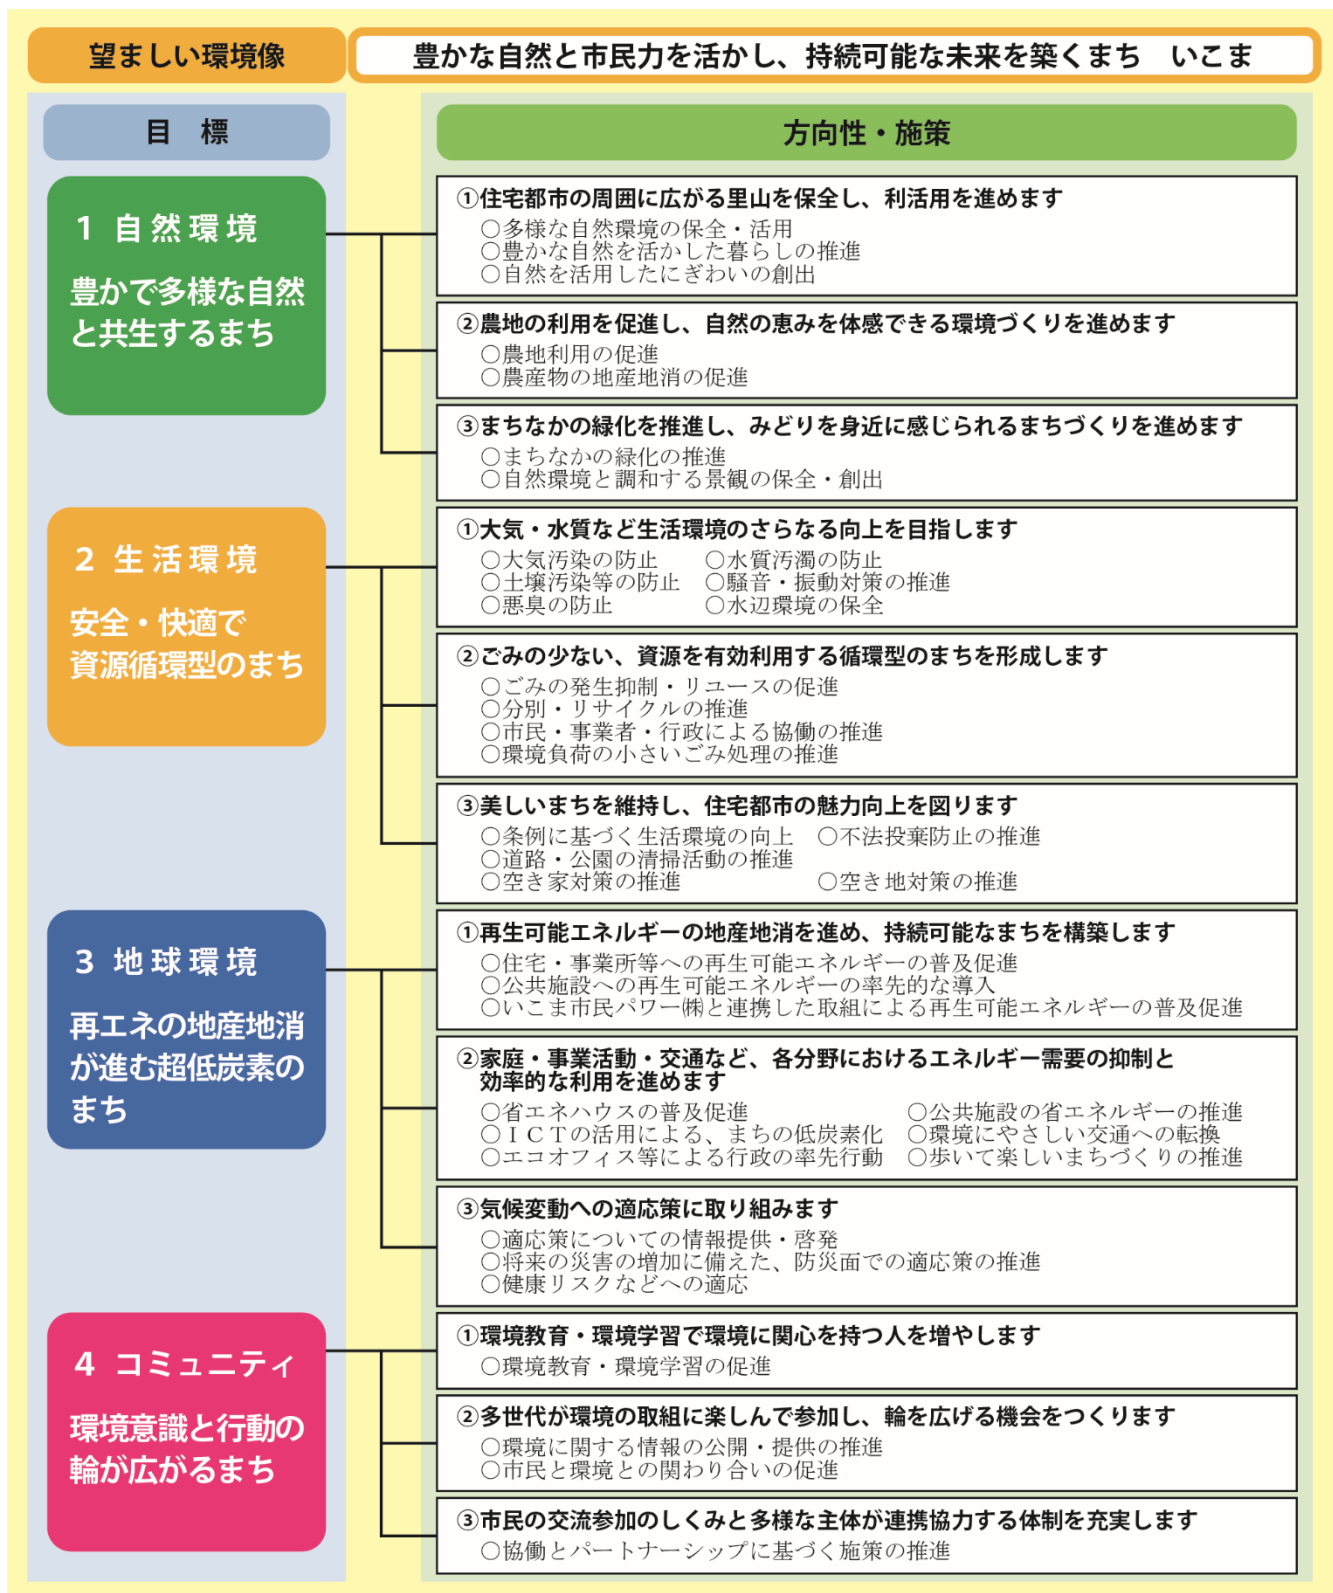 望ましい環境像
豊かな自然と市民力を活かし、持続可能な未来を築くまち　いこま
目　標
方向性・施策
1 自然環境
豊かで多様な自然
と共生するまち
①住宅都市の周囲に広がる里山を保全し、利活用を進めます
○多様な自然環境の保全・活用
○豊かな自然を活かした暮らしの推進
○自然を活用したにぎわいの創出
②農地の利用を促進し、自然の恵みを体感できる環境づくりを進めます
○農地利用の促進
○農産物の地産地消の促進
③まちなかの緑化を推進し、みどりを身近に感じられるまちづくりを進めます
○まちなかの緑化の推進
○自然環境と調和する景観の保全・創出
2 生活環境
安全・快適で
資源循環型のまち
①大気・水質など生活環境のさらなる向上を目指します
○大気汚染の防止　○水質汚濁の防止
○土壌汚染等の防止　○騒音・振動対策の推進
○悪臭の防止　○水辺環境の保全
②ごみの少ない、資源を有効利用する循環型のまちを形成します
○ごみの発生抑制・リユースの促進
○分別・リサイクルの推進
○市民・事業者・行政による協働の推進
○環境負荷の小さいごみ処理の推進
③美しいまちを維持し、住宅都市の魅力向上を図ります
○条例に基づく生活環境の向上　○不法投棄防止の推進
○道路・公園の清掃活動の推進
○空き家対策の推進　○空き地対策の推進
3 地球環境
再エネの地産地消
が進む超低炭素の
まち
①再生可能エネルギーの地産地消を進め、持続可能なまちを構築します
○住宅・事業所等への再生可能エネルギーの普及促進
○公共施設への再生可能エネルギーの率先的な導入
○いこま市民パワー㈱と連携した取組による再生可能エネルギーの普及促進
②家庭・事業活動・交通など、各分野におけるエネルギー需要の抑制と
効率的な利用を進めます
○省エネハウスの普及促進　○公共施設の省エネルギーの推進
○ＩＣＴの活用による、まちの低炭素化　○環境にやさしい交通への転換
○エコオフィス等による行政の率先行動　○歩いて楽しいまちづくりの推進
③気候変動への適応策に取り組みます
○適応策についての情報提供・啓発
○将来の災害の増加に備えた、防災面での適応策の推進
○健康リスクなどへの適応
4 コミュニティ
環境意識と行動の
輪が広がるまち
①環境教育・環境学習で環境に関心を持つ人を増やします
○環境教育・環境学習の促進
②多世代が環境の取組に楽しんで参加し、輪を広げる機会をつくります
○環境に関する情報の公開・提供の推進
○市民と環境との関わり合いの促進
③市民の交流参加のしくみと多様な主体が連携協力する体制を充実します
○協働とパートナーシップに基づく施策の推進